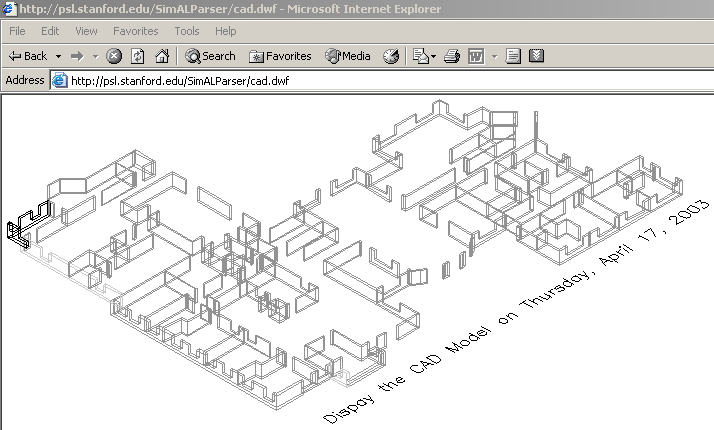 http://psl.stanford.edu/SimALParser/cad.dwf - Microsoft Internet Explorer
File Edit View Favorites Tools Help
Back Search Favorites Media
Address http://psl.stanford.edu/SimALParser/cad.dwf
Dispay the CAD Model on Thursday, April 17, 2003